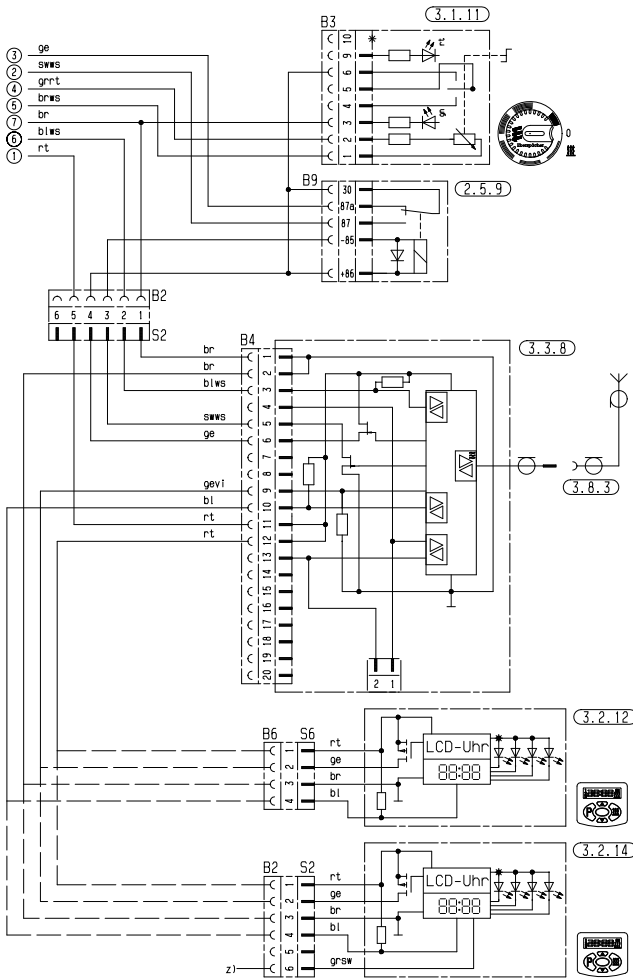 B3
3.1.11
10
9
rt
6
5
4
3
gr
2
1
0
3 ge
2 swws
4 grrt
5 brws
7 br
6 blws
1 rt
B9
2.5.9
30
87a
87
-85
+86
B2
6 5 4 3 2 1
S2
B4
3.3.8
br
br
blws
swws
ge
gevi
bl
rt
rt
1
2
3
4
5
6
7
8
9
10
11
12
13
14
15
16
17
18
19
20
3.8.3
2 1
B6 S6
3.2.12
1 rt
2 ge
3 br
4 bl
LCD-Uhr
88:88
B2 S2
3.2.14
1 rt
2 ge
3 br
4 bl
5
z) 6 grsw
LCD-Uhr
88:88